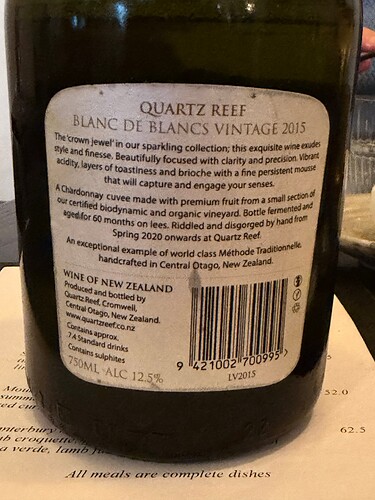 QUARTZ REEF
BLANC DE BLANCS VINTAGE 2015
The 'crown jewel' in our sparkling collection; this exquisite wine exudes
style and finesse. Beautifully focused with clarity and precision. Vibrant
acidity, layers of toastiness and brioche with a fine persistent mousse
that will capture and engage your senses.
A Chardonnay cuvee made with premium fruit from a small section of
our certified biodynamic and organic vineyard. Bottle fermented and
aged for 60 months on lees. Riddled and disgorged by hand from
Spring 2020 onwards at Quartz Reef.
An exceptional example of world class Méthode Traditionnelle,
handcrafted in Central Otago, New Zealand.
WINE OF NEW ZEALAND
Produced and bottled by
Quartz Reef, Cromwell,
Central Otago, New Zealand.
www.quartzreef.co.nz
Contains approx.
7.4 Standard drinks
Contains sulphites
750ML ALC 12.5%
9 421002 700995
LV2015
52.0
62.5
croquette,
a verde, lamb
All meals are complete dishes